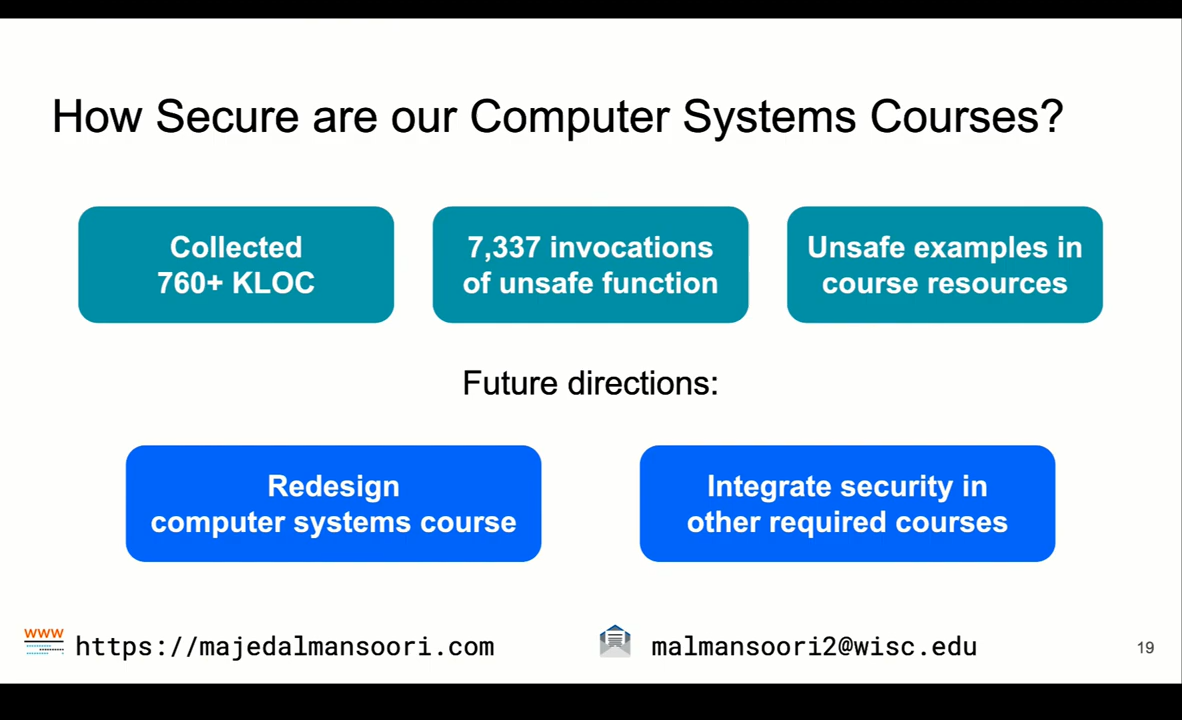 How Secure are our Computer Systems Courses?
Collected
760+ KLOC
7,337 invocations
of unsafe function
Unsafe examples in
course resources
Future directions:
Redesign
computer systems course
Integrate security in
other required courses
WWW
https://majedalmansoori.com
malmansoori2@wisc.edu
19